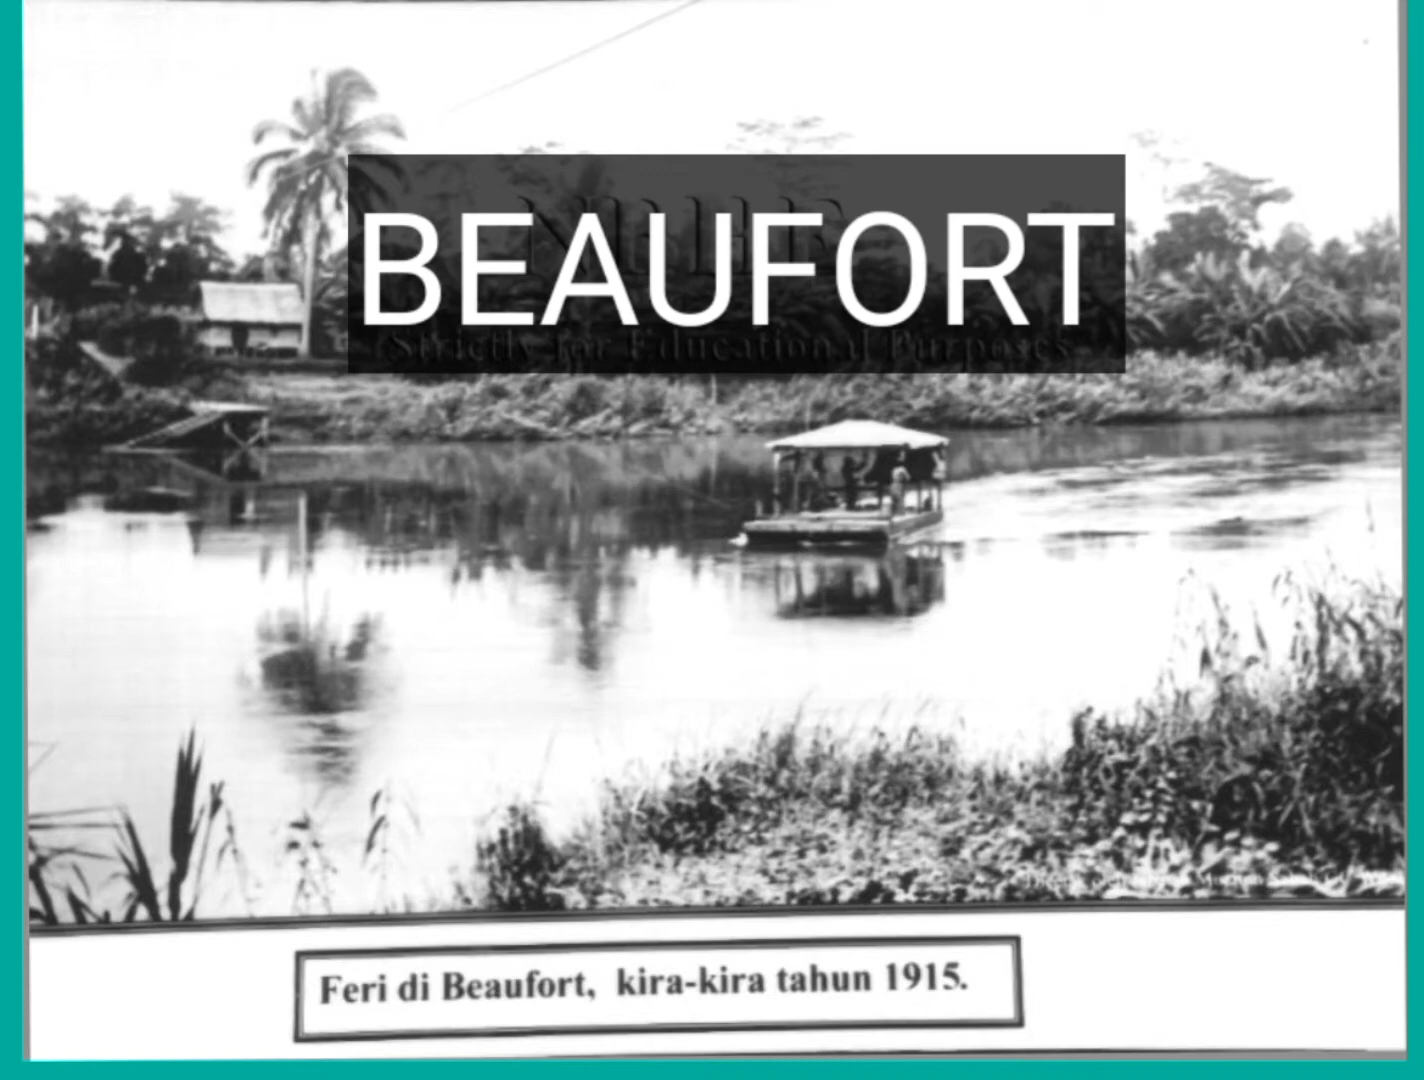 BEAUFORT
Strictly for Educational Purposes
Feri di Beaufort, kira-kira tahun 1915.